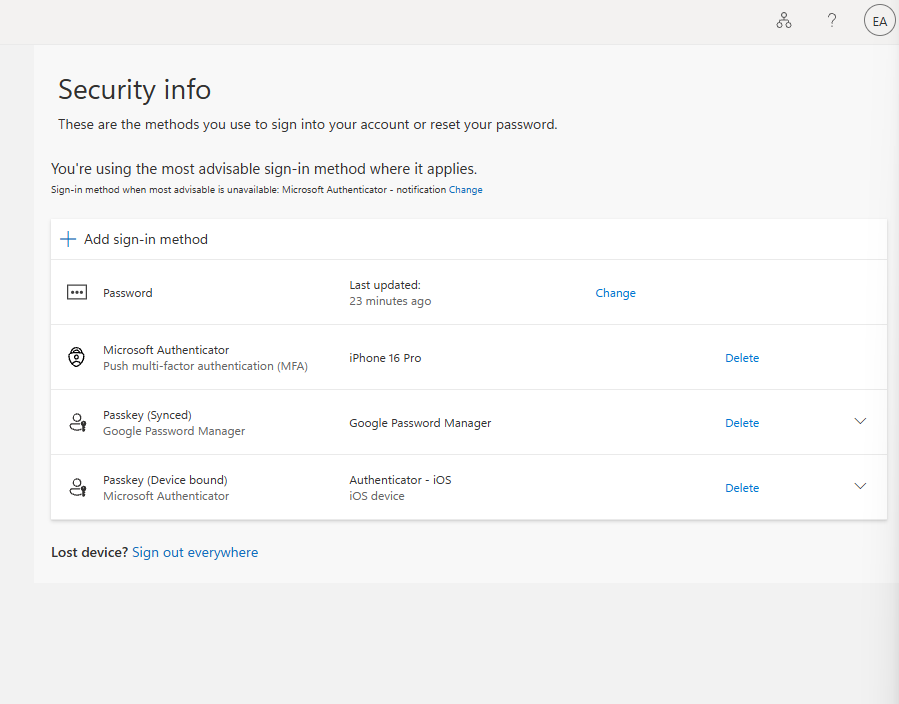 ?
EA
Security info
These are the methods you use to sign into your account or reset your password.
You're using the most advisable sign-in method where it applies.
Sign-in method when most advisable is unavailable: Microsoft Authenticator - notification Change
Add sign-in method
Password
Last updated:
23 minutes ago
Change
Microsoft Authenticator
Push multi-factor authentication (MFA)
iPhone 16 Pro
Delete
Passkey (Synced)
Google Password Manager
Google Password Manager
Delete
Passkey (Device bound)
Microsoft Authenticator
Authenticator - iOS
iOS device
Delete
Lost device? Sign out everywhere